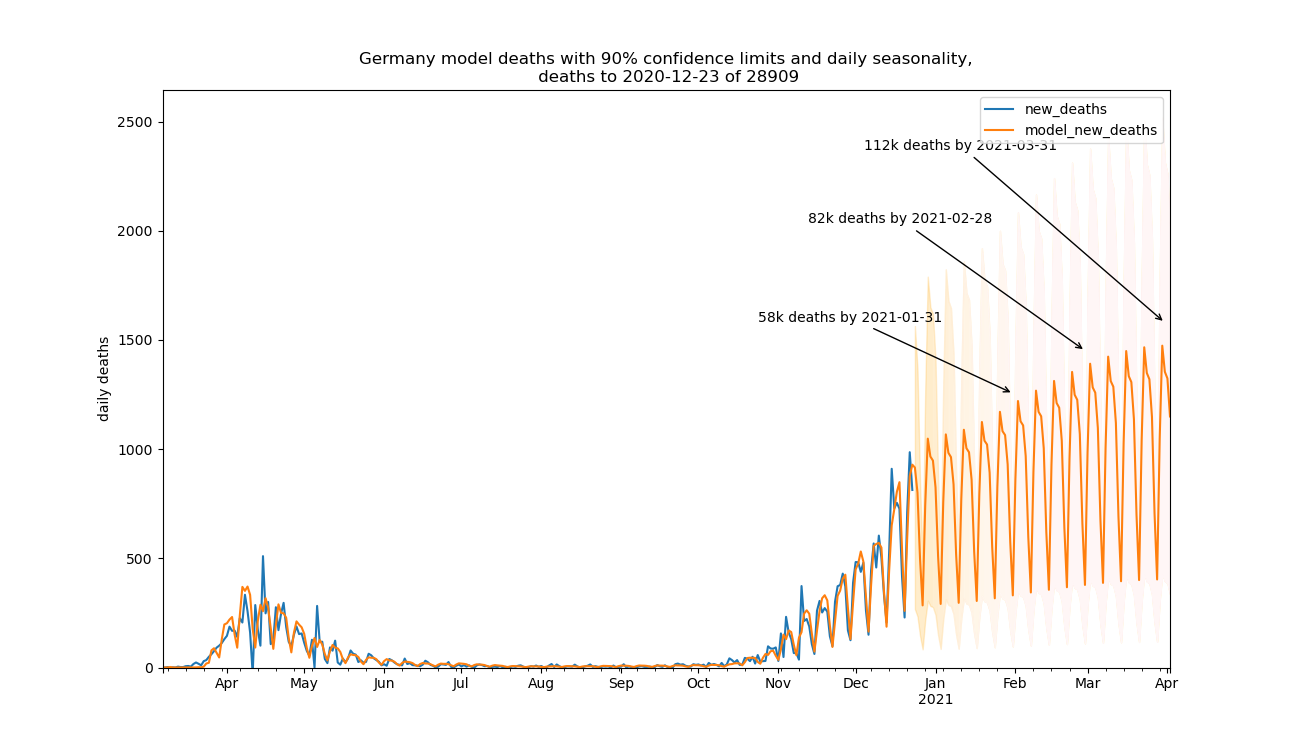 Germany model deaths with 90% confidence limits and daily seasonality,
deaths to 2020-12-23 of 28909
new_deaths
model_new_deaths
112k deaths by 2021-03-31
82k deaths by 2021-02-28
58k deaths by 2021-01-31
daily deaths
2500
2000
1500
1000
500
0
Apr May Jun Jul Aug Sep Oct Nov Dec Jan Feb Mar Apr
2021